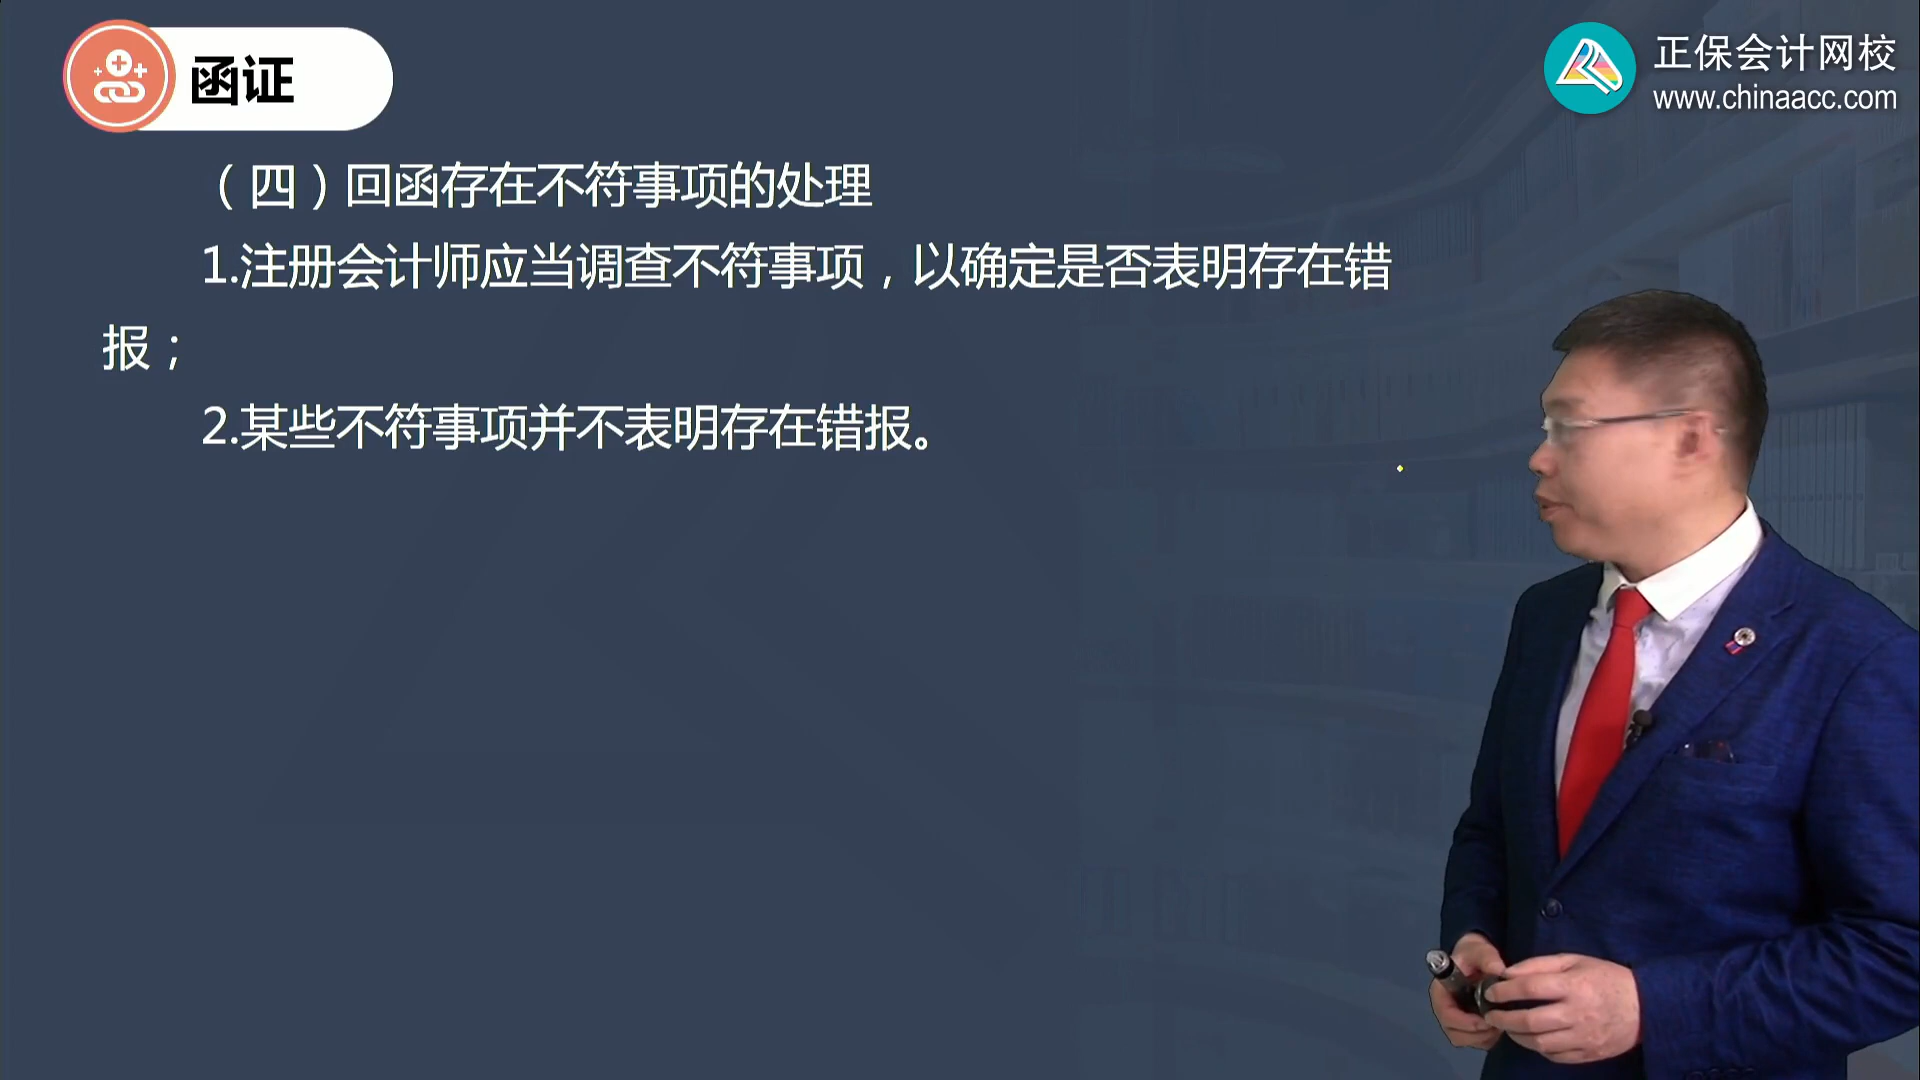 函证
正保会计网校
www.chinaacc.com
（四）回函存在不符事项的处理
1.注册会计师应当调查不符事项，以确定是否表明存在错
报；
2.某些不符事项并不表明存在错报。